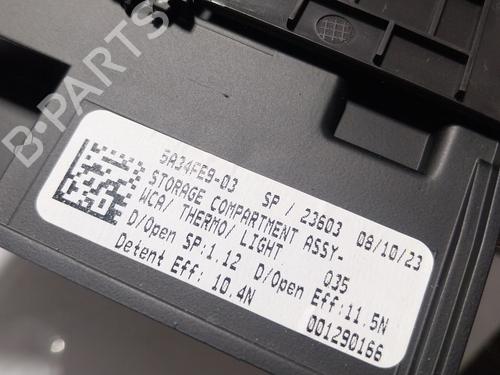 B-PARTS
5A34FE9-03 SP / 23603 08/10/23
STORAGE COMPARTMENT ASSY-
WCA/ THERMO/ LIGHT 035
D/Open SP:1.12 D/Open Eff:11.5N
Detent Eff: 10.4N 001290166